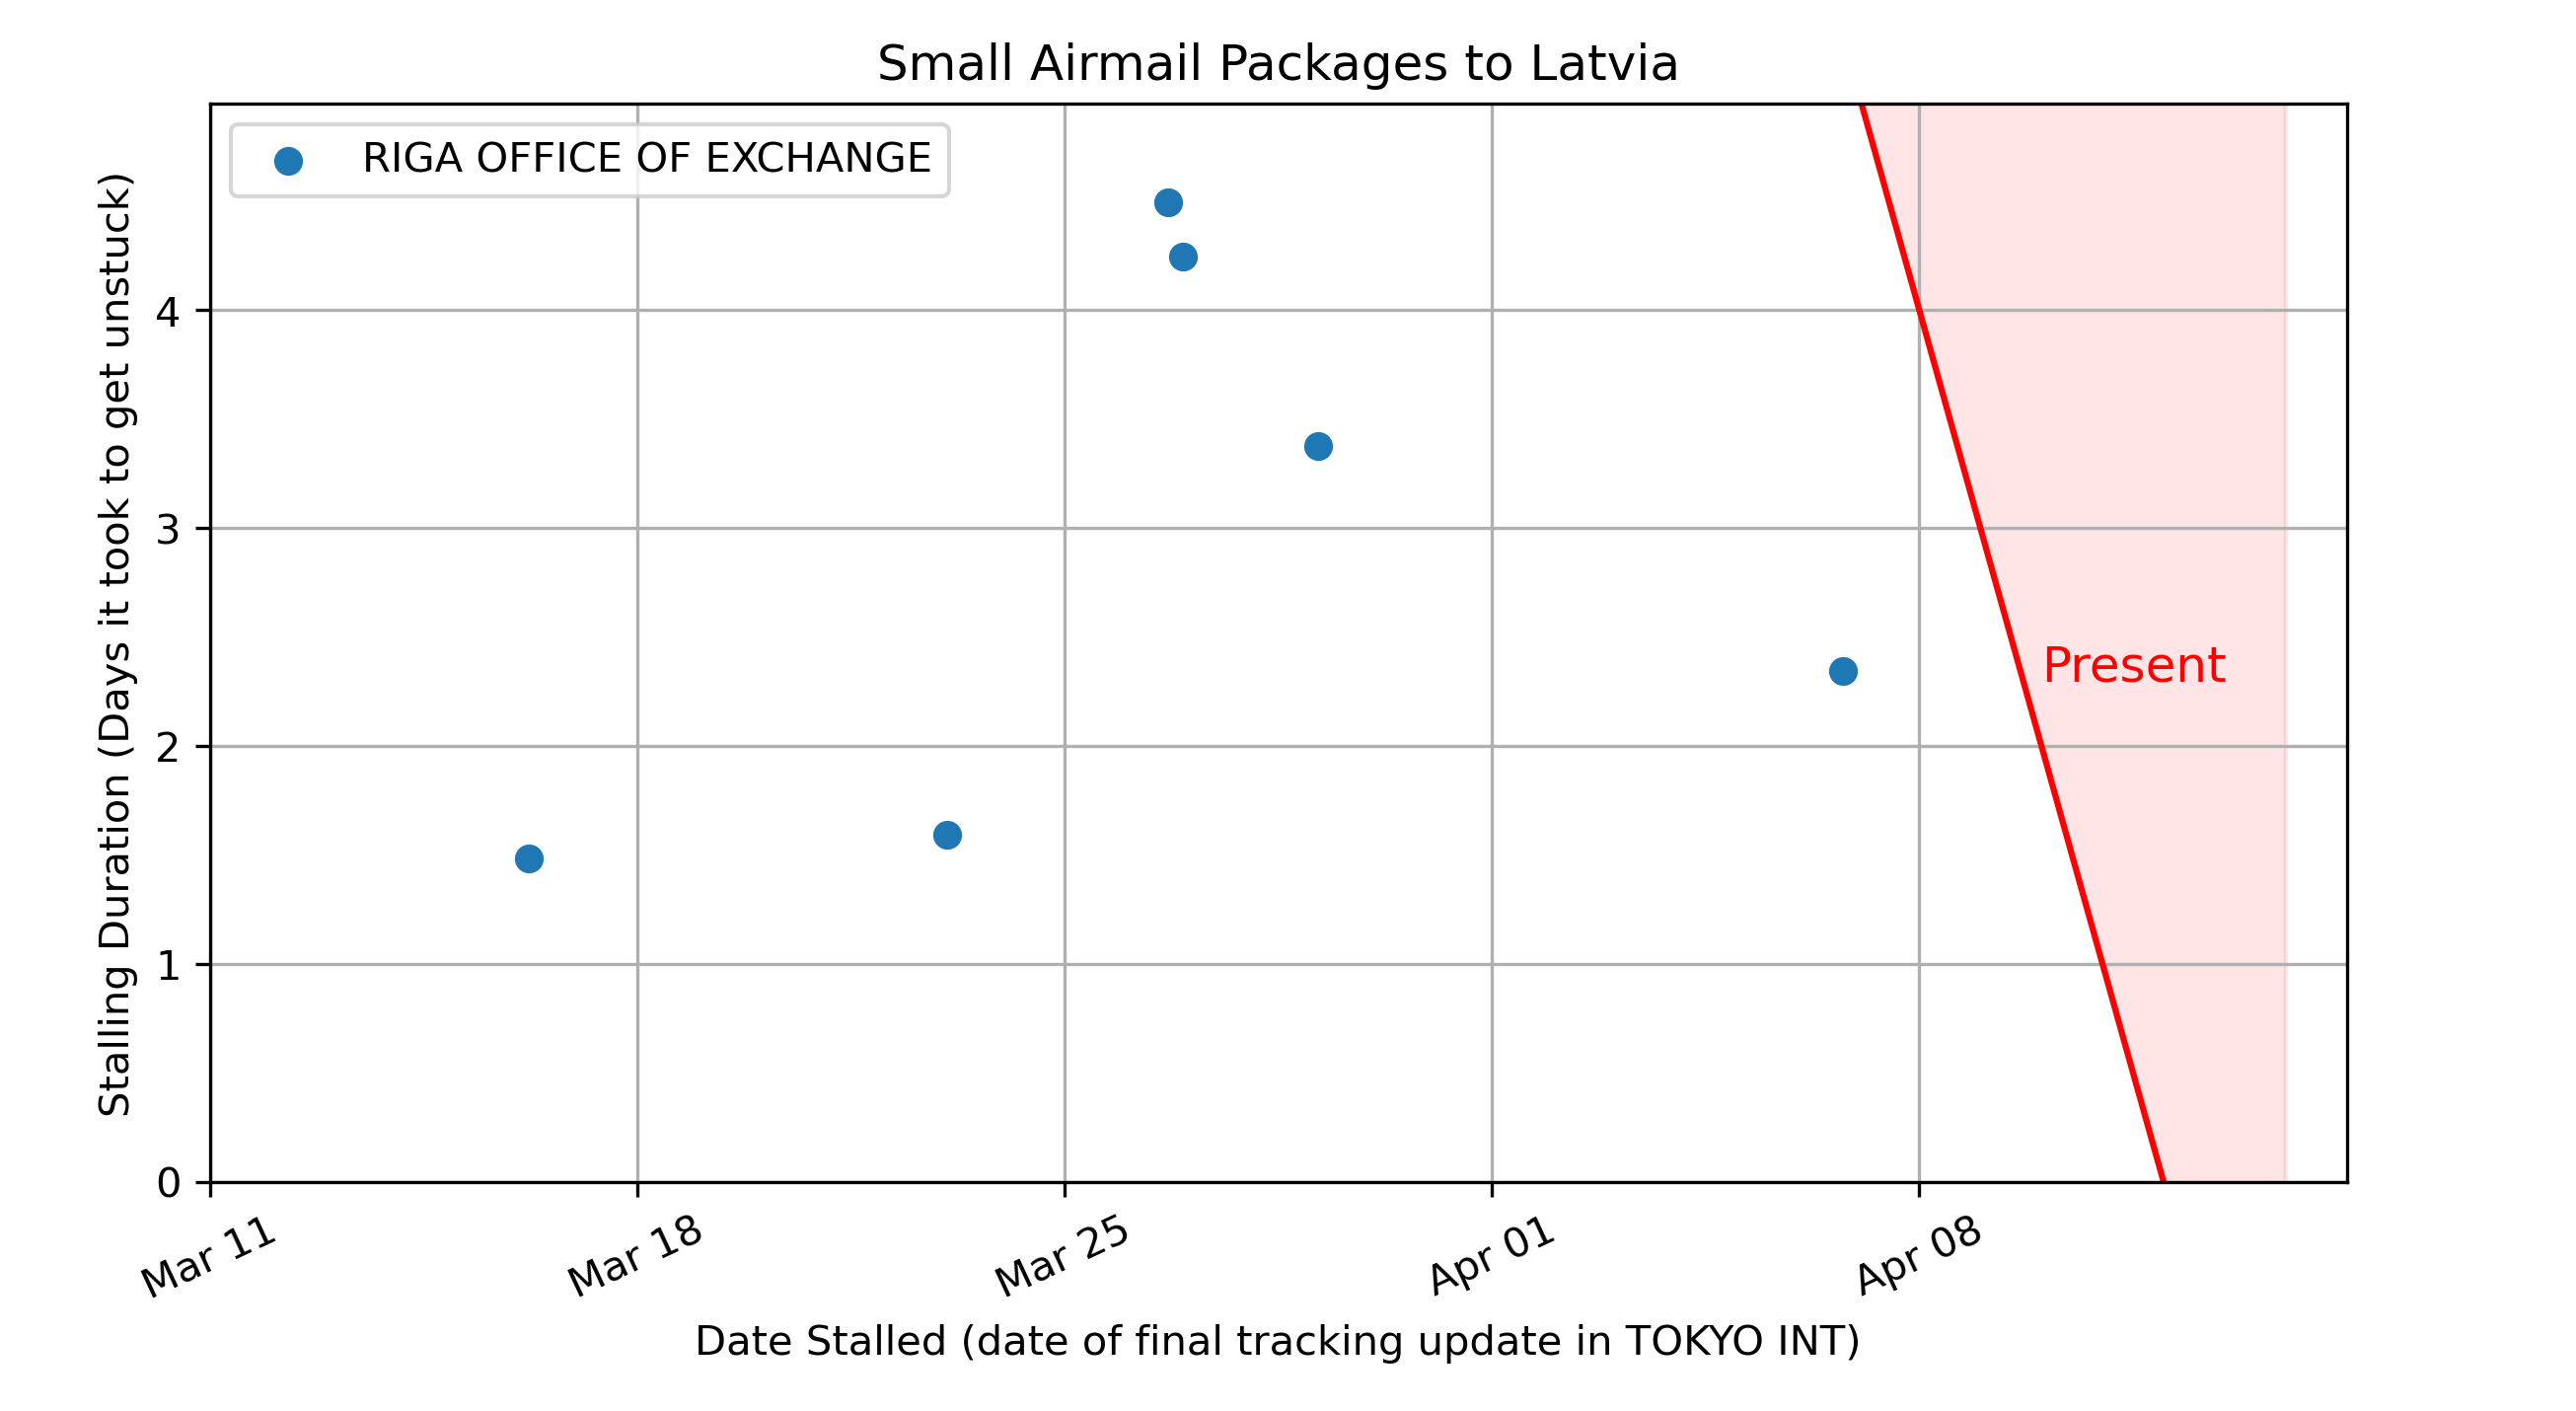 Small Airmail Packages to Latvia
RIGA OFFICE OF EXCHANGE
Stalling Duration (Days it took to get unstuck)
4
3
2
1
0
Present
Mar 11
Mar 18
Mar 25
Apr 01
Apr 08
Date Stalled (date of final tracking update in TOKYO INT)